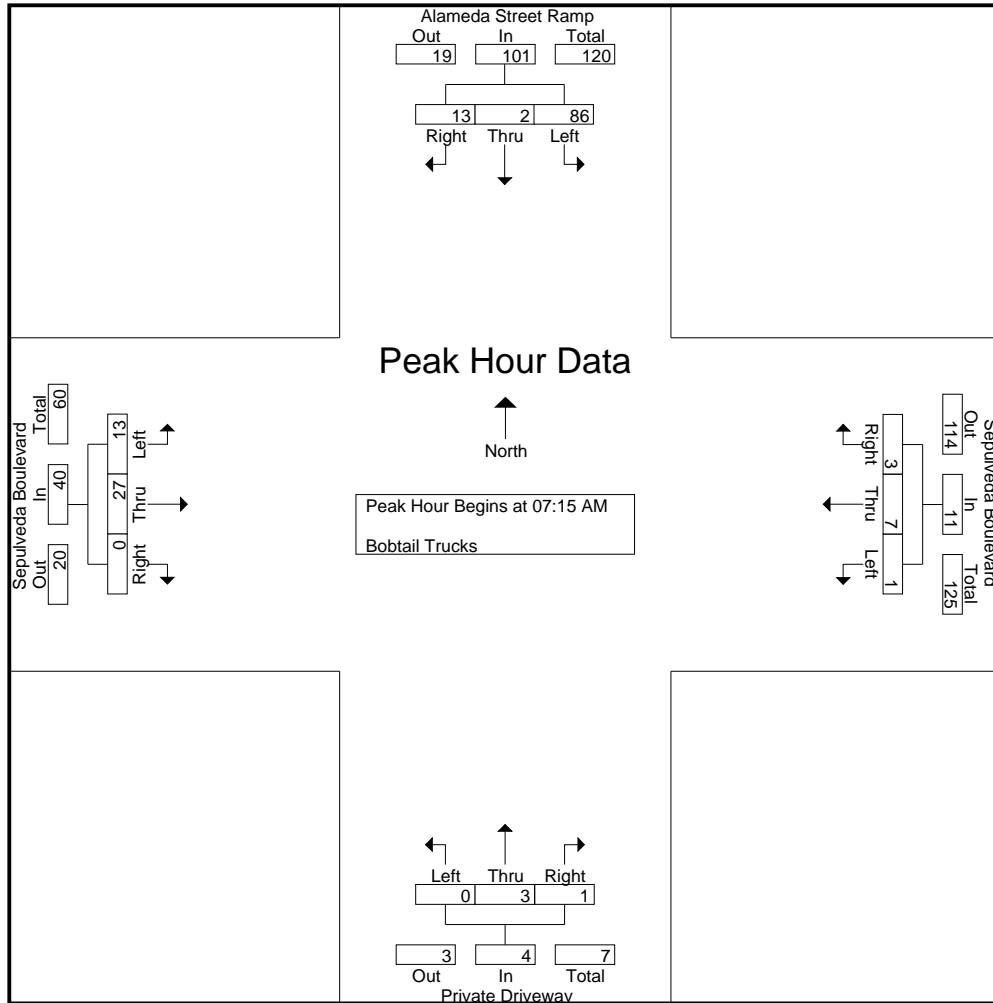 Alameda Street Ramp
Out In Total
19 101 120
13 2 86
Right Thru Left
Peak Hour Data
North
Peak Hour Begins at 07:15 AM
Bobtail Trucks
Sepulveda Boulevard
Total In Out
60 40 20
13 27 0
Left Thru Right
Sepulveda Boulevard
Out In Total
114 11 125
3 7 1
Right Thru Left
Left Thru Right
0 3 1
3 4 7
Out In Total
Private Driveway